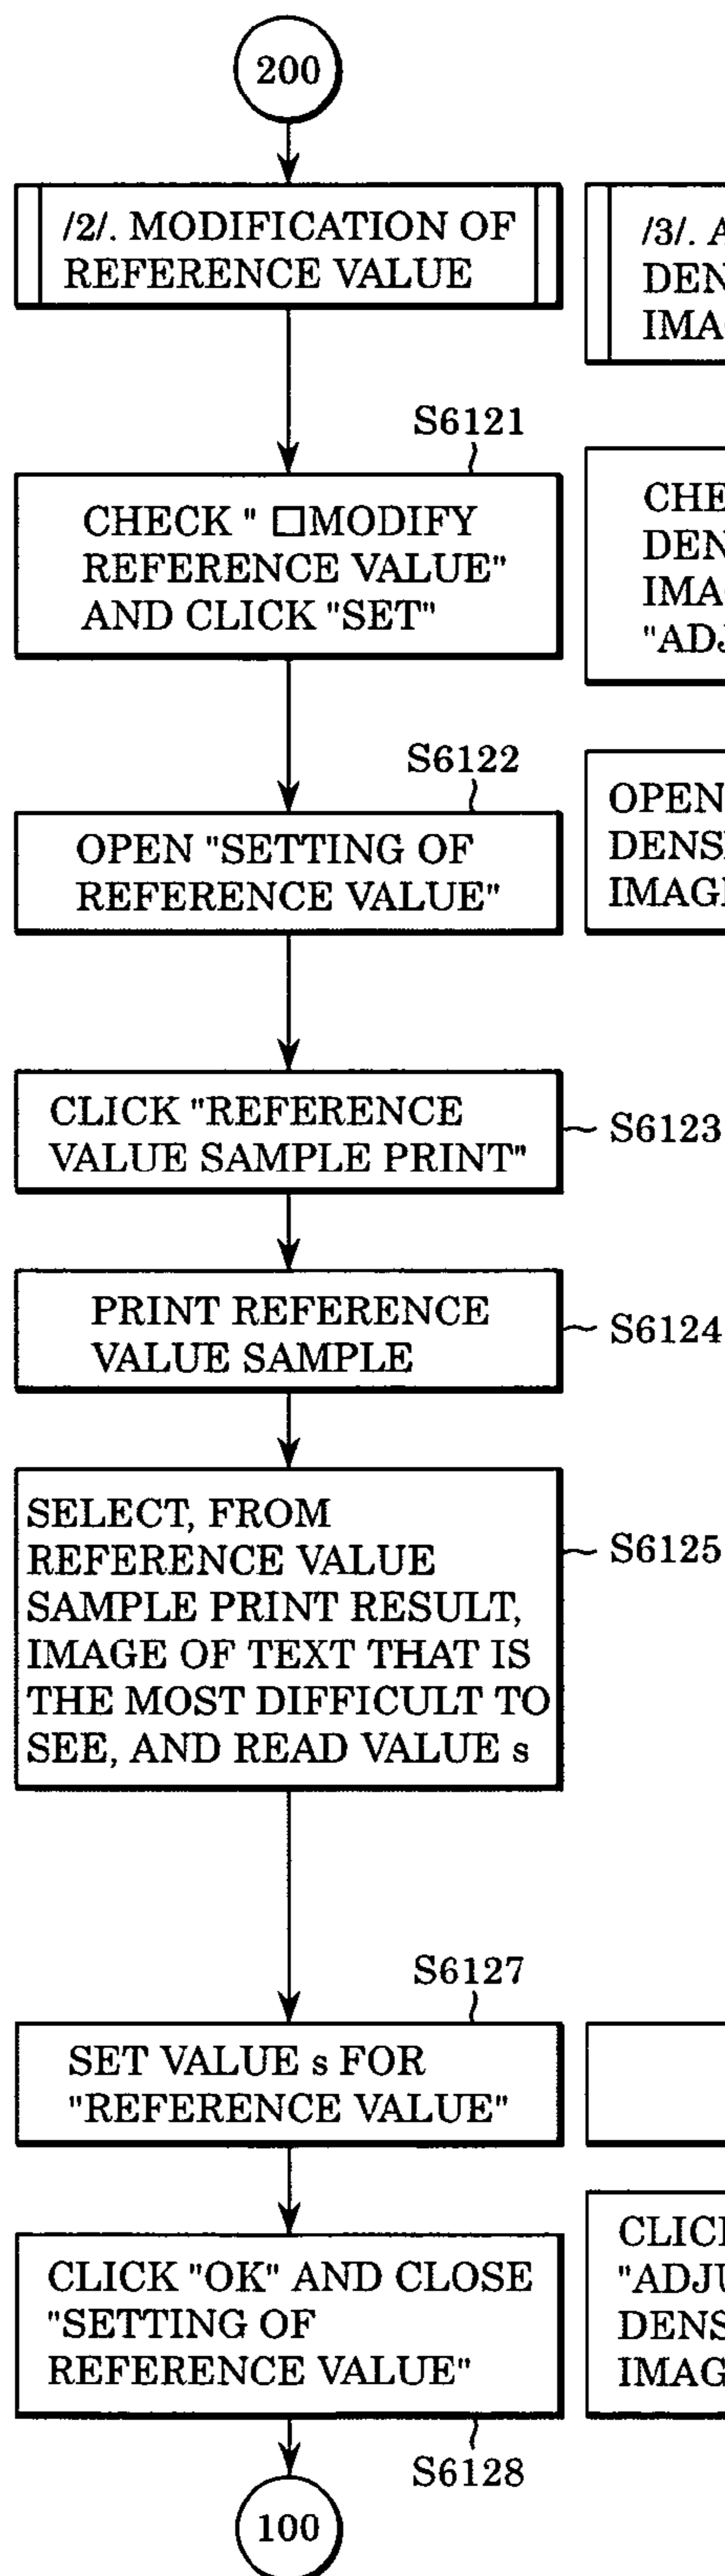 200
/2/. MODIFICATION OF
REFERENCE VALUE
S6121
CHECK " □MODIFY
REFERENCE VALUE"
AND CLICK "SET"
S6122
OPEN "SETTING OF
REFERENCE VALUE"
CLICK "REFERENCE
VALUE SAMPLE PRINT"
S6123
PRINT REFERENCE
VALUE SAMPLE
S6124
SELECT, FROM
REFERENCE VALUE
SAMPLE PRINT RESULT,
IMAGE OF TEXT THAT IS
THE MOST DIFFICULT TO
SEE, AND READ VALUE s
S6125
S6127
SET VALUE s FOR
"REFERENCE VALUE"
CLICK "OK" AND CLOSE
"SETTING OF
REFERENCE VALUE"
S6128
100
/3/.
OPEN